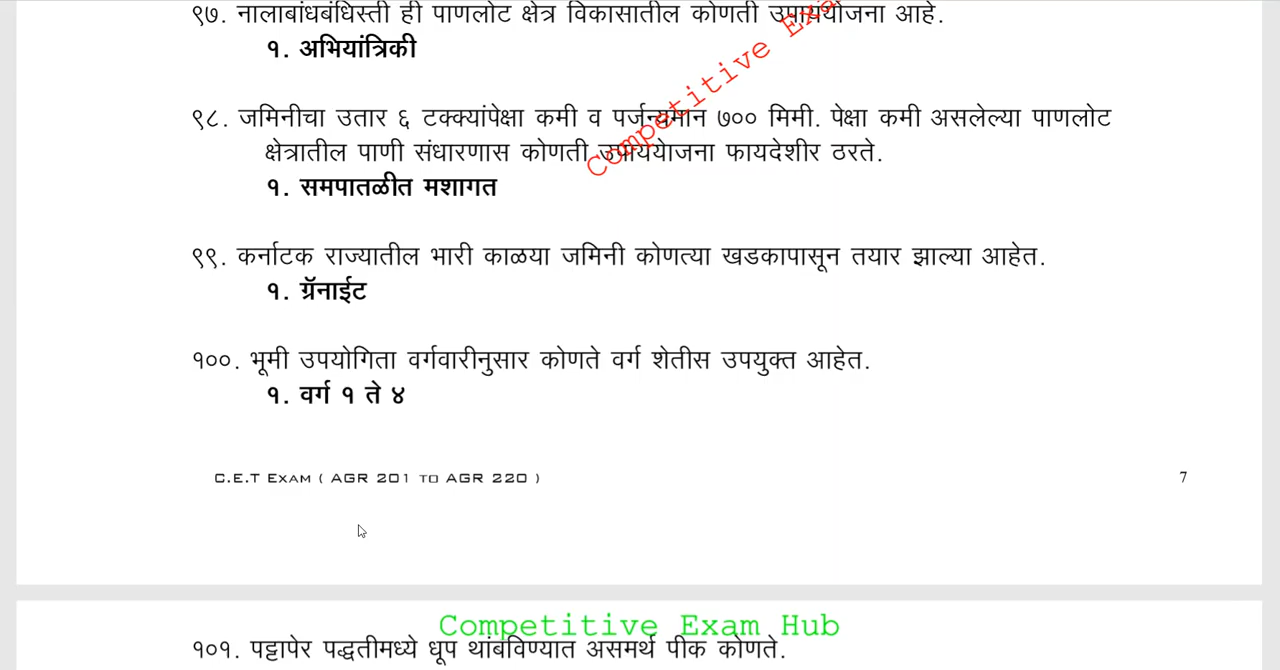 ९७. नालाबांधबंधिस्ती ही पाणलोट क्षेत्र विकासातील कोणती उपाययोजना आहे.
१. अभियांत्रिकी
Competitive Exa
९८. जमिनीचा उतार ६ टक्क्यांपेक्षा कमी व पर्जन्यमान ७०० मिमी. पेक्षा कमी असलेल्या पाणलोट
क्षेत्रातील पाणी संधारणास कोणती उपाययेाजना फायदेशीर ठरते.
१. समपातळीत मशागत
९९. कर्नाटक राज्यातील भारी काळया जमिनी कोणत्या खडकापासून तयार झाल्या आहेत.
१. ग्रॅनाईट
१००. भूमी उपयोगिता वर्गवारीनुसार कोणते वर्ग शेतीस उपयुक्त आहेत.
१. वर्ग १ ते ४
C.E.T EXAM ( AGR 201 TO AGR 220 ) 7
Competitive Exam Hub
१०१. पट्टापेर पद्धतीमध्ये धूप थांबविण्यात असमर्थ पीक कोणते.